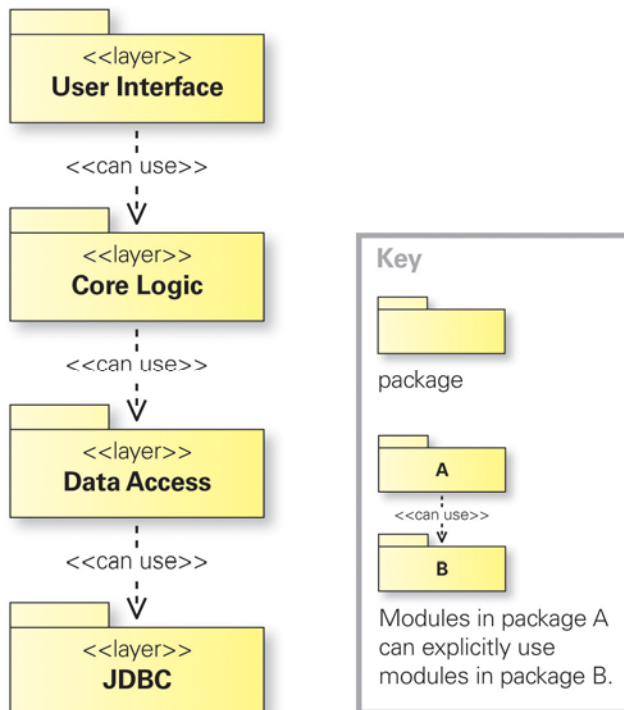 <<layer>>
User Interface
<<can use>>
<<layer>>
Core Logic
<<can use>>
<<layer>>
Data Access
<<can use>>
<<layer>>
JDBC
Key
package
A
<<can use>>
B
Modules in package A
can explicitly use
modules in package B.